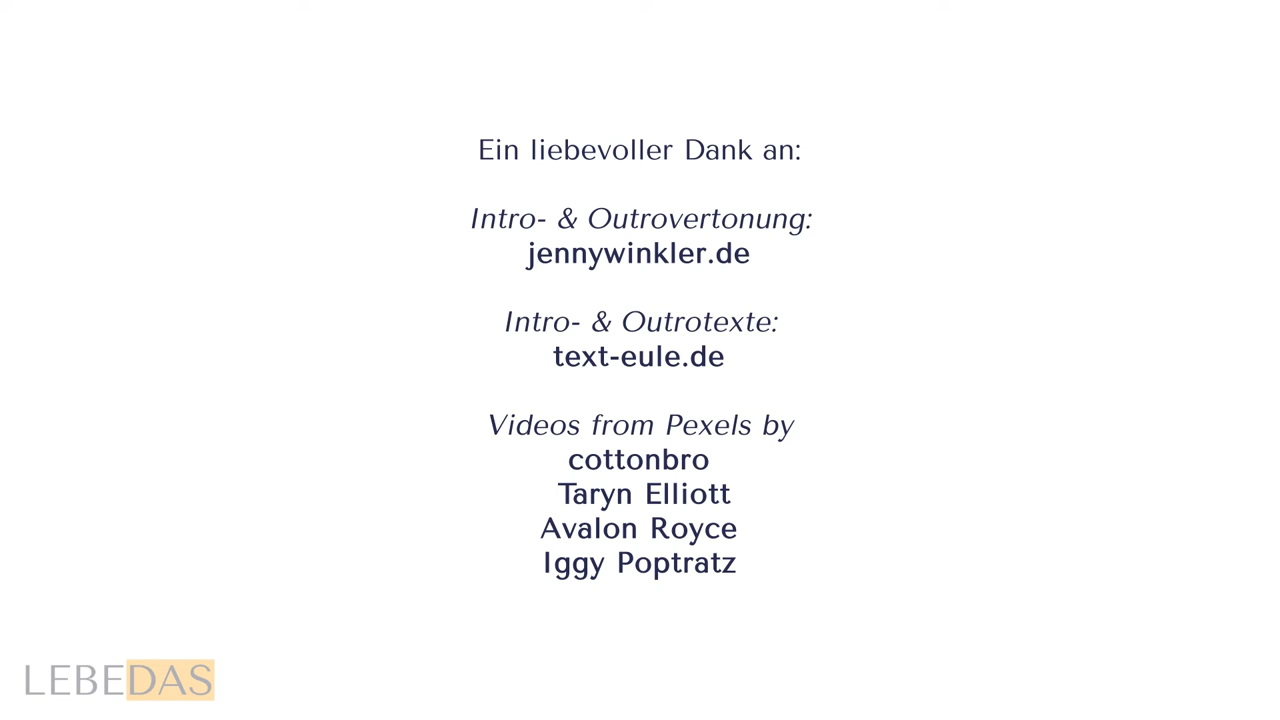 Ein liebevoller Dank an:
Intro- & Outrovertonung:
jennywinkler.de
Intro- & Outrotexte:
text-eule.de
Videos from Pexels by
cottonbro
Taryn Elliott
Avalon Royce
Iggy Poptratz
LEBEDAS